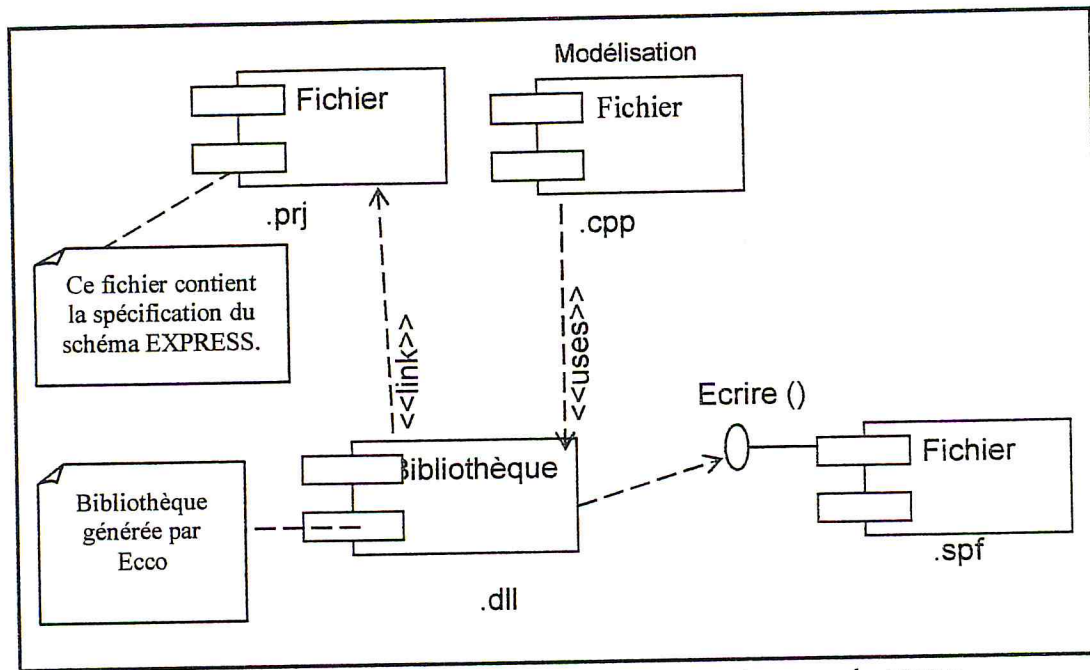 Modélisation
Fichier
Fichier
.prj
.cpp
Ce fichier contient
la spécification du
schéma EXPRESS.
<<link>>
<<uses>>
Ecrire ()
Bibliothèque
Fichier
Bibliothèque
générée par
Ecco
.spf
.dll